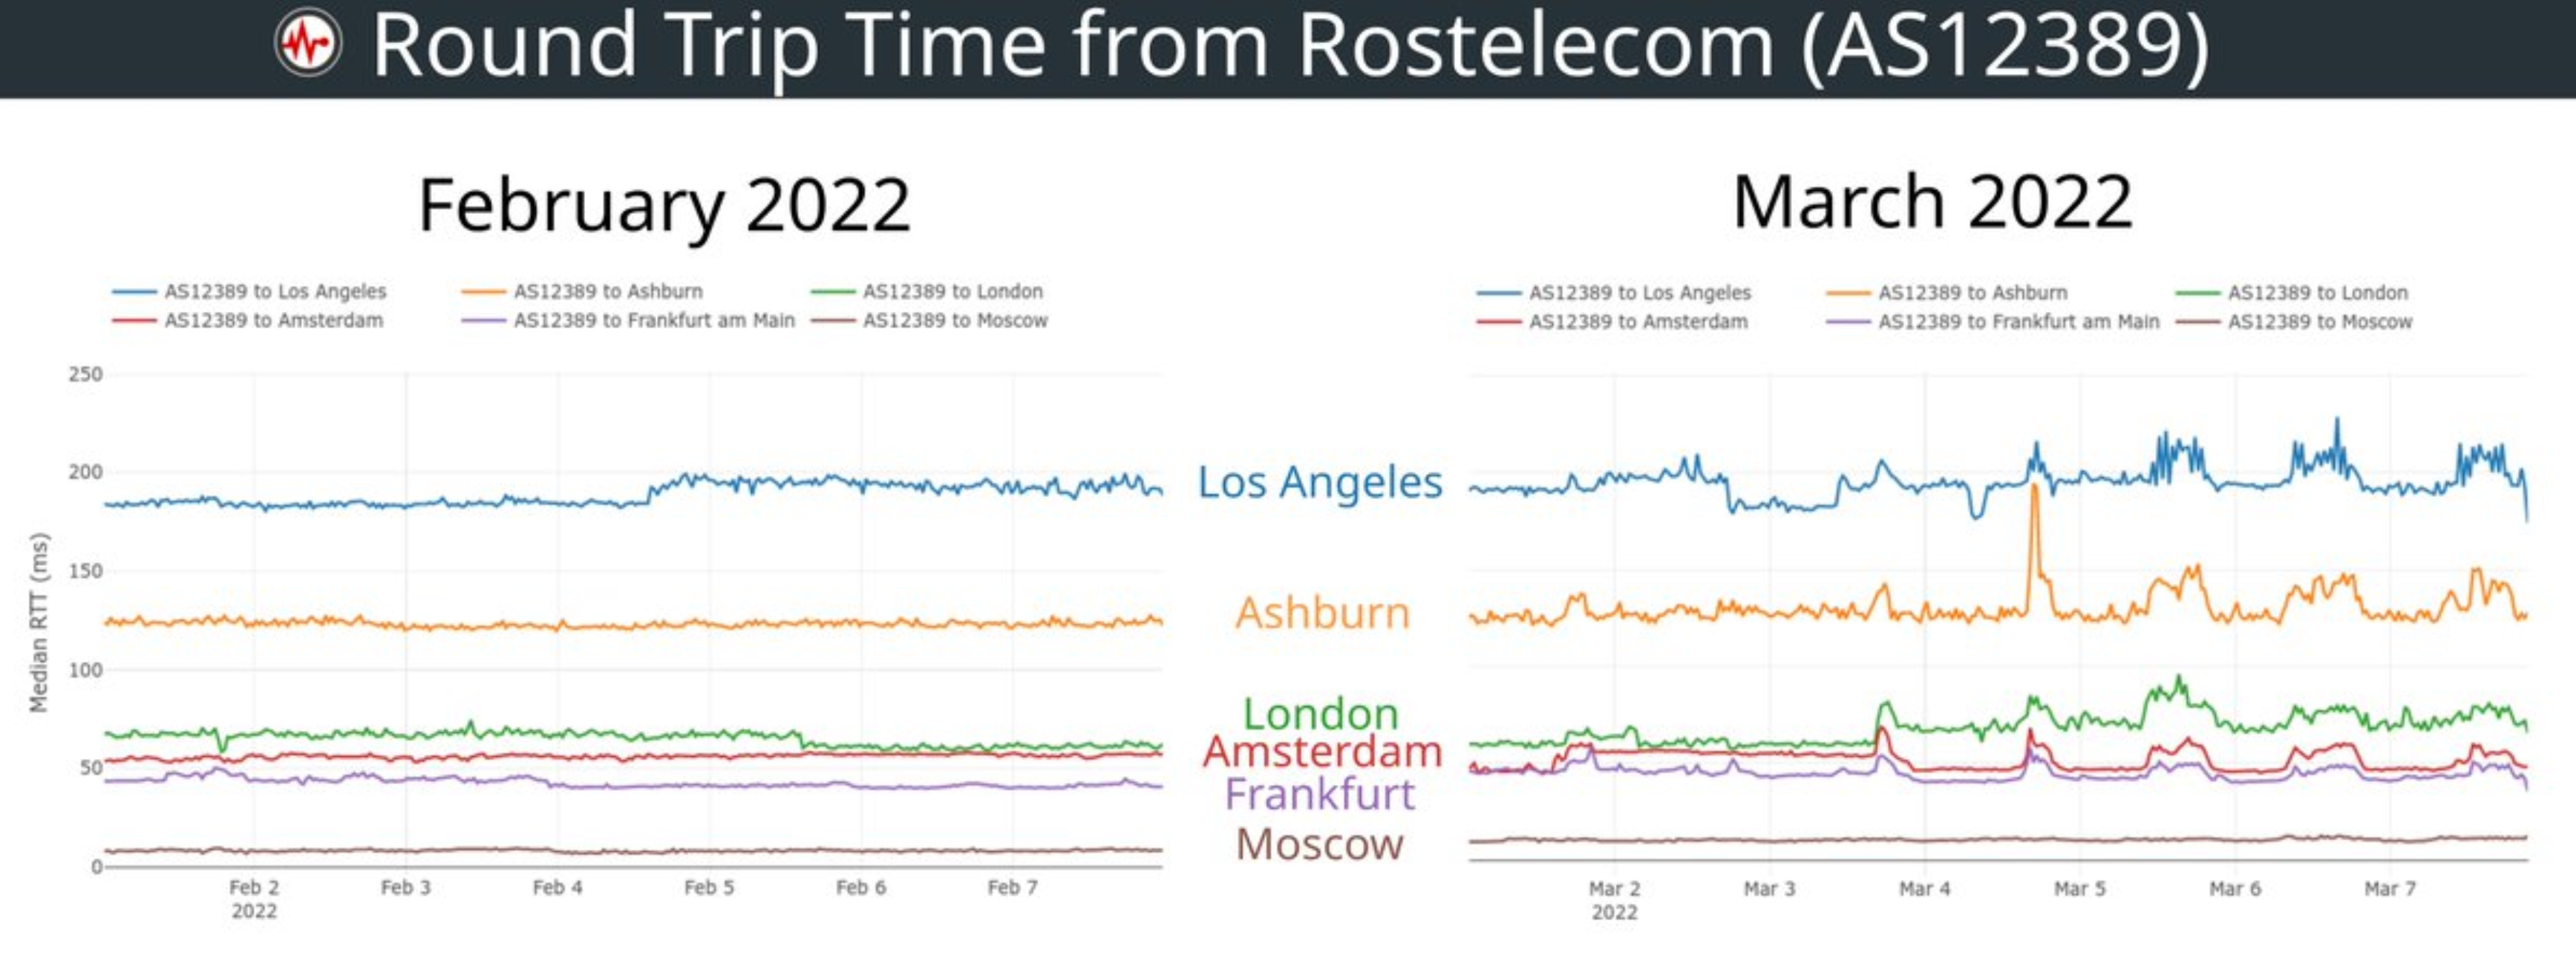 Round Trip Time from Rostelecom (AS12389)
February 2022
AS12389 to Los Angeles AS12389 to Ashburn AS12389 to London
AS12389 to Amsterdam AS12389 to Frankfurt am Main AS12389 to Moscow
Median RTT (ms)
250
200
150
100
50
0
Feb 2 Feb 3 Feb 4 Feb 5 Feb 6 Feb 7
2022
Los Angeles
Ashburn
London
Amsterdam
Frankfurt
Moscow
March 2022
AS12389 to Los Angeles AS12389 to Ashburn AS12389 to London
AS12389 to Amsterdam AS12389 to Frankfurt am Main AS12389 to Moscow
Mar 2 Mar 3 Mar 4 Mar 5 Mar 6 Mar 7
2022